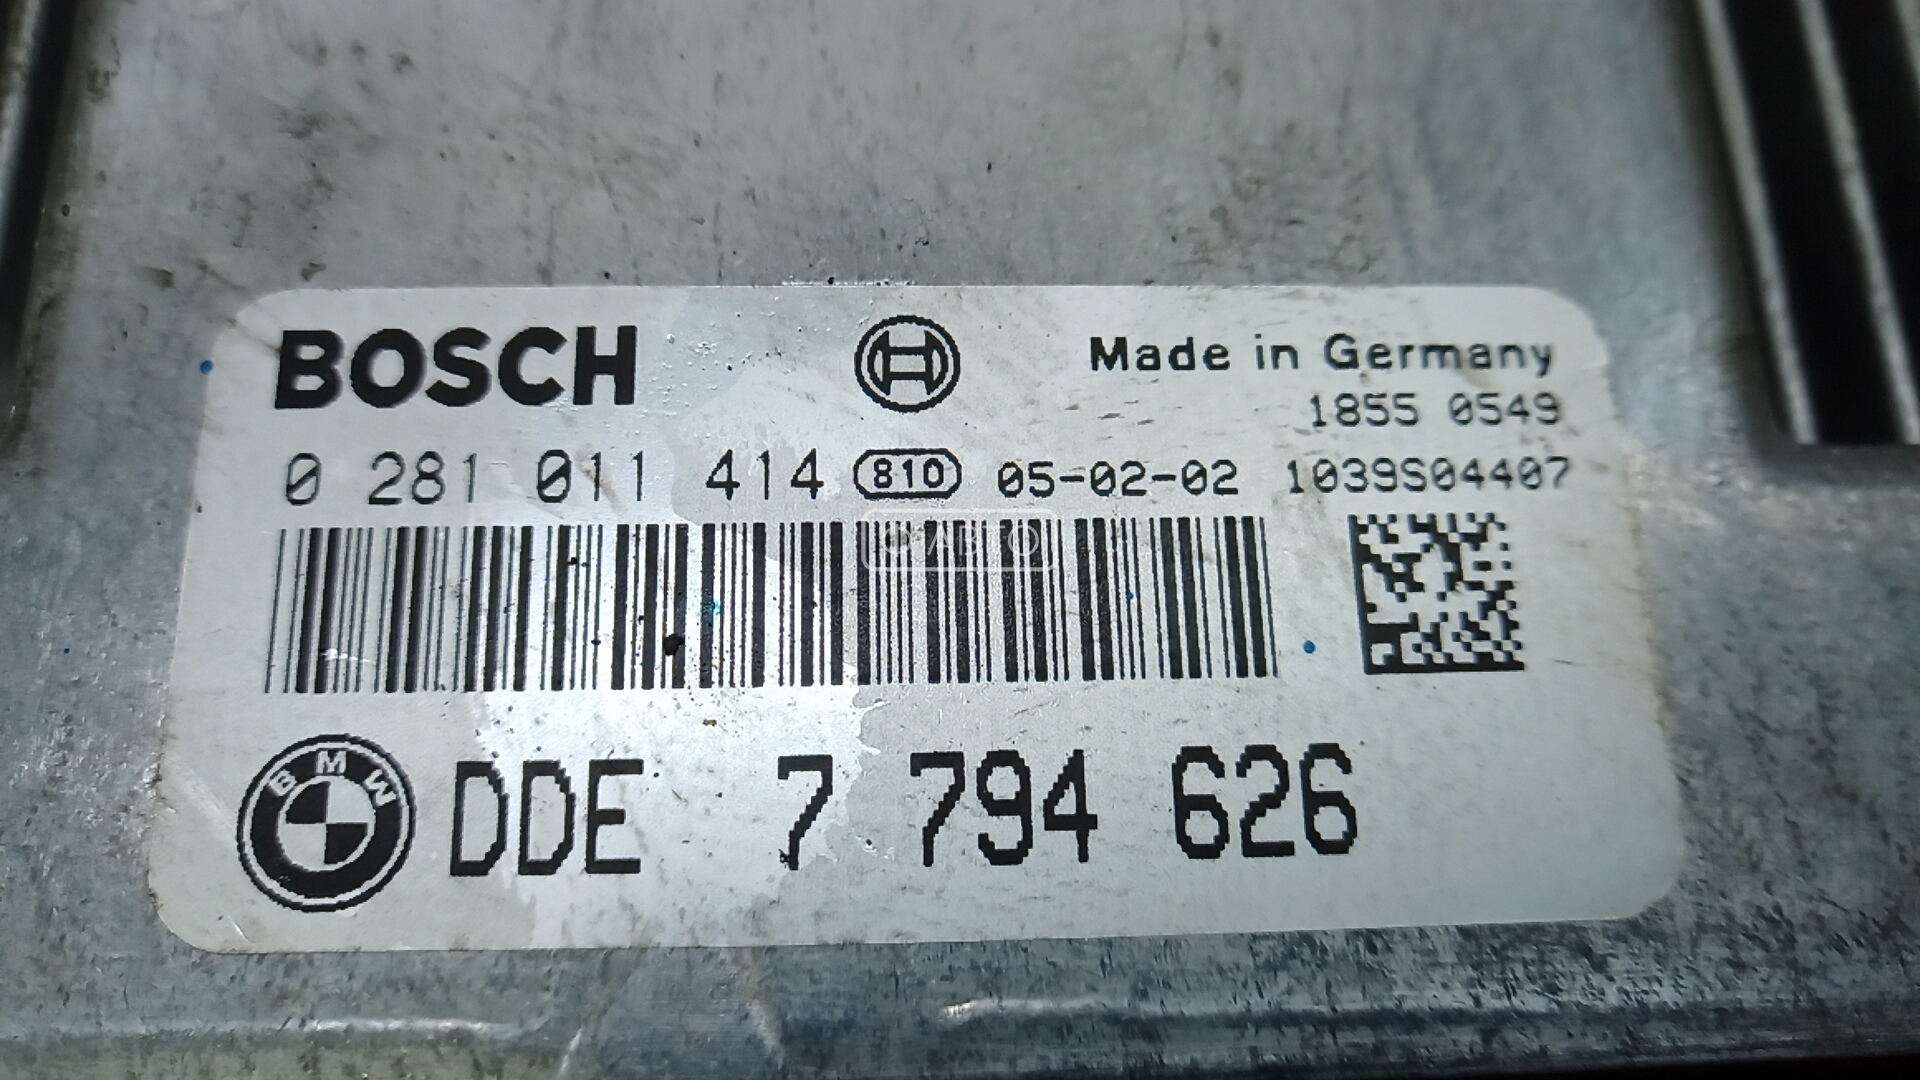 BOSCH
Made in Germany
1855 0549
0 281 011 414 810 05-02-02 1039S04407
BMW
DDE 7 794 626